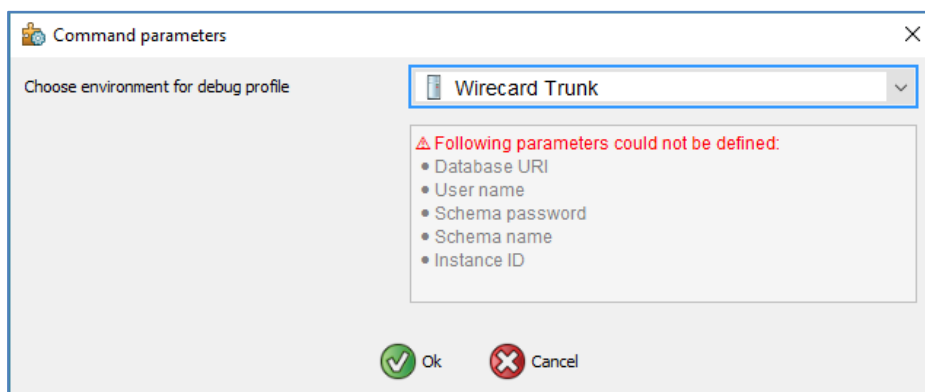 Command parameters
Choose environment for debug profile
Wirecard Trunk
Following parameters could not be defined:
● Database URI
● User name
● Schema password
● Schema name
● Instance ID
Ok Cancel